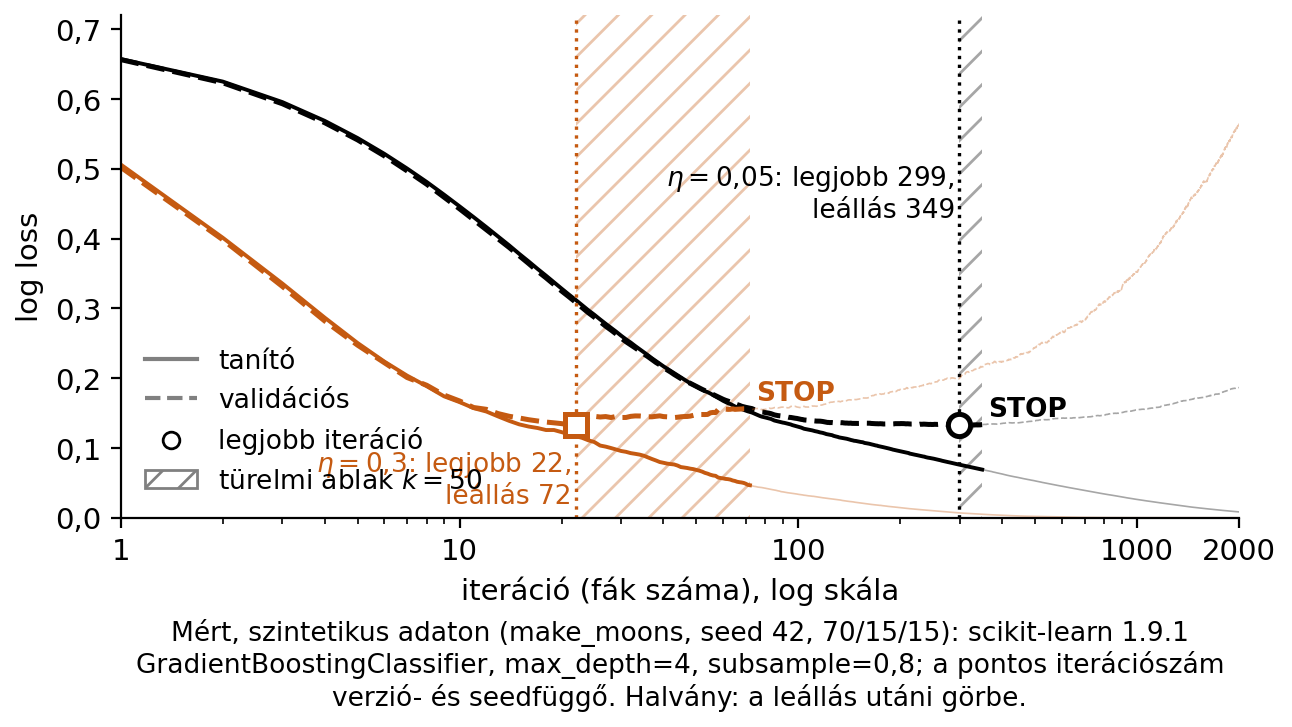 0,7
0,6
0,5
0,4
0,3
0,2
0,1
0,0
log loss
η = 0,05: legjobb 299,
leállás 349
STOP
STOP
tanító
validációs
legjobb iteráció
türelmi ablak k = 50
η = 0,3: legjobb 22,
leállás 72
1
10
100
1000
2000
iteráció (fák száma), log skála
Mért, szintetikus adaton (make_moons, seed 42, 70/15/15): scikit-learn 1.9.1
GradientBoostingClassifier, max_depth=4, subsample=0,8; a pontos iterációszám
verzió- és seedfüggő. Halvány: a leállás utáni görbe.